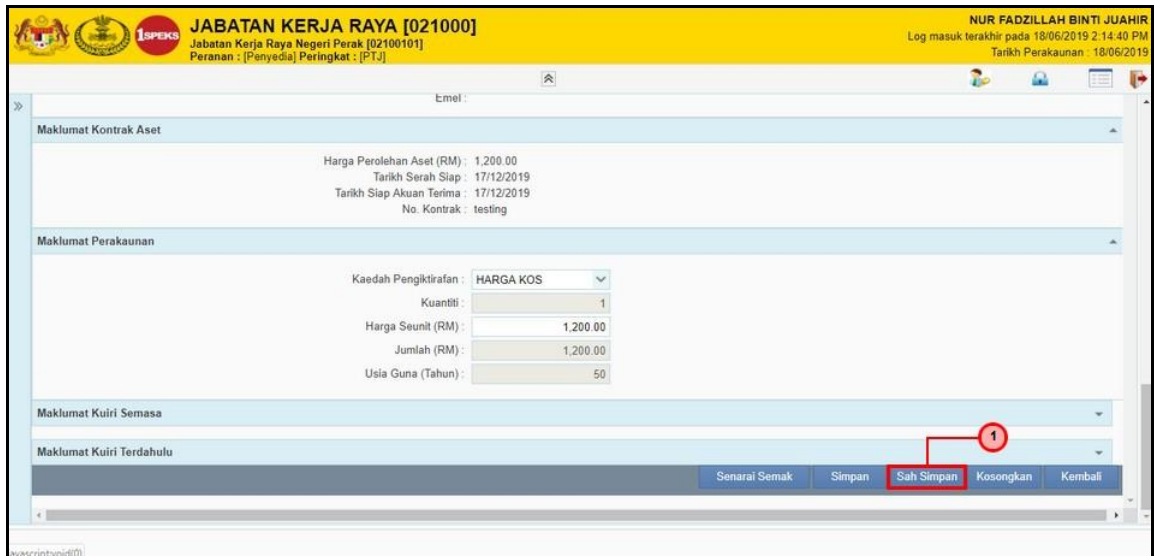 1SPEKS
JABATAN KERJA RAYA [021000]
Jabatan Kerja Raya Negeri Perak [02100101]
Peranan : [Penyedia] Peringkat : [PTJ]
NUR FADZILLAH BINTI JUAHIR
Log masuk terakhir pada 18/06/2019 2:14:40 PM
Tarikh Perakaunan : 18/06/2019
Emel :
Maklumat Kontrak Aset
Harga Perolehan Aset (RM) : 1,200.00
Tarikh Serah Siap : 17/12/2019
Tarikh Siap Akuan Terima : 17/12/2019
No. Kontrak : testing
Maklumat Perakaunan
Kaedah Pengiktirafan : HARGA KOS
Kuantiti : 1
Harga Seunit (RM) : 1,200.00
Jumlah (RM) : 1,200.00
Usia Guna (Tahun) : 50
Maklumat Kuiri Semasa
1
Maklumat Kuiri Terdahulu
Senarai Semak Simpan Sah Simpan Kosongkan Kembali